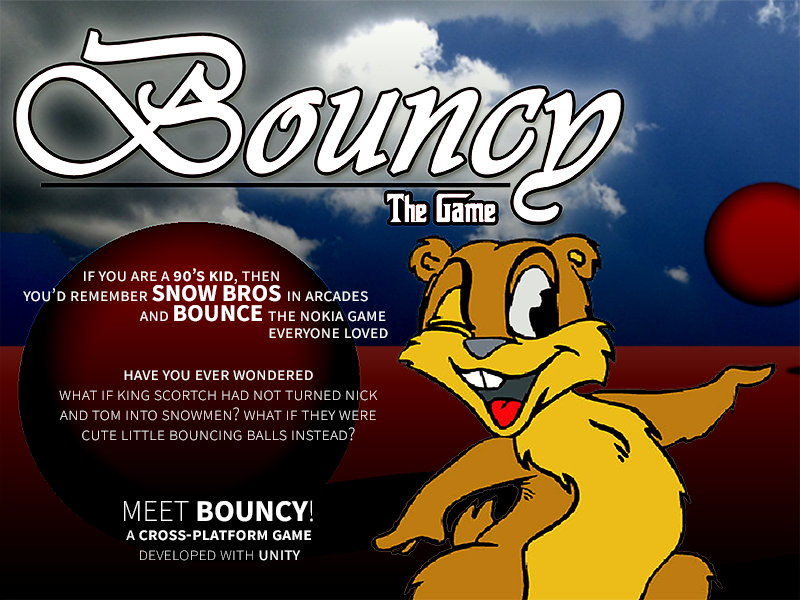 Bouncy
The Game
IF YOU ARE A 90'S KID, THEN
YOU'D REMEMBER SNOW BROS IN ARCADES
AND BOUNCE THE NOKIA GAME
EVERYONE LOVED
HAVE YOU EVER WONDERED
WHAT IF KING SCORTCH HAD NOT TURNED NICK
AND TOM INTO SNOWMEN? WHAT IF THEY WERE
CUTE LITTLE BOUNCING BALLS INSTEAD?
MEET BOUNCY!
A CROSS-PLATFORM GAME
DEVELOPED WITH UNITY